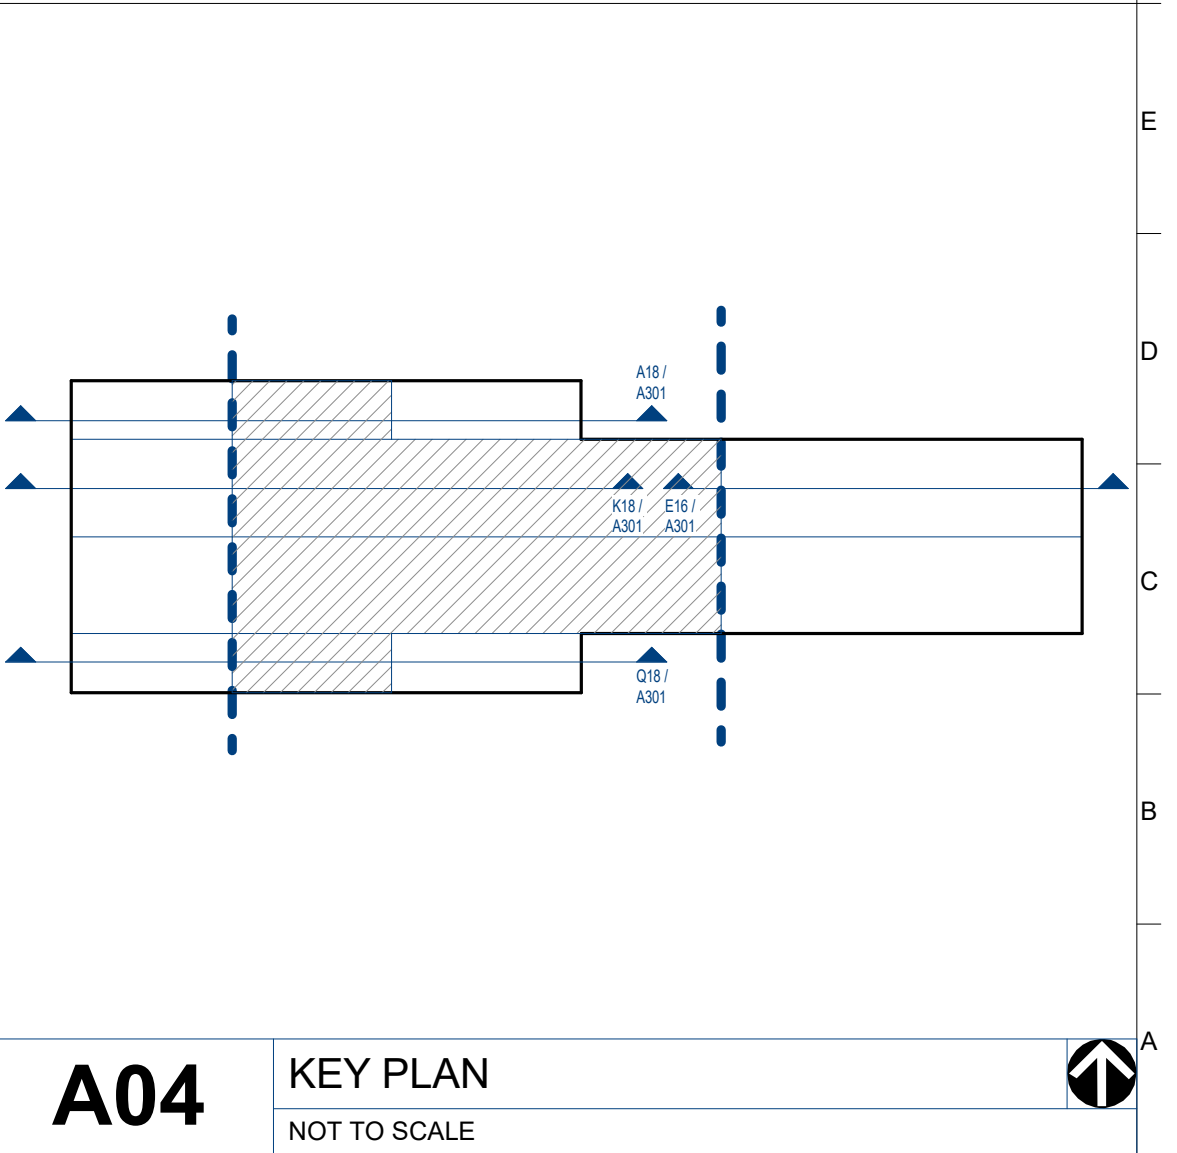 E
D
A18 /
A301
K18 /
A301
E16 /
A301
C
Q18 /
A301
B
A
A04
KEY PLAN
NOT TO SCALE